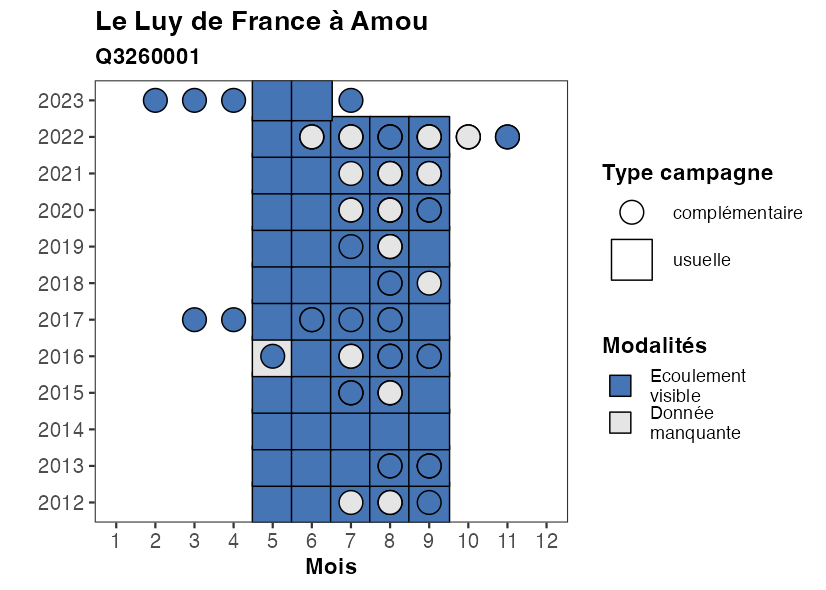 Le Luy de France à Amou
Q3260001
2023
2022
2021
2020
2019
2018
2017
2016
2015
2014
2013
2012
1 2 3 4 5 6 7 8 9 10 11 12
Mois
Type campagne
complémentaire
usuelle
Modalités
Ecoulement
visible
Donnée
manquante